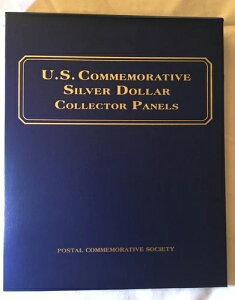 U.S. COMMEMORATIVE
SILVER DOLLAR
COLLECTOR PANELS
POSTAL COMMEMORATIVE SOCIETY